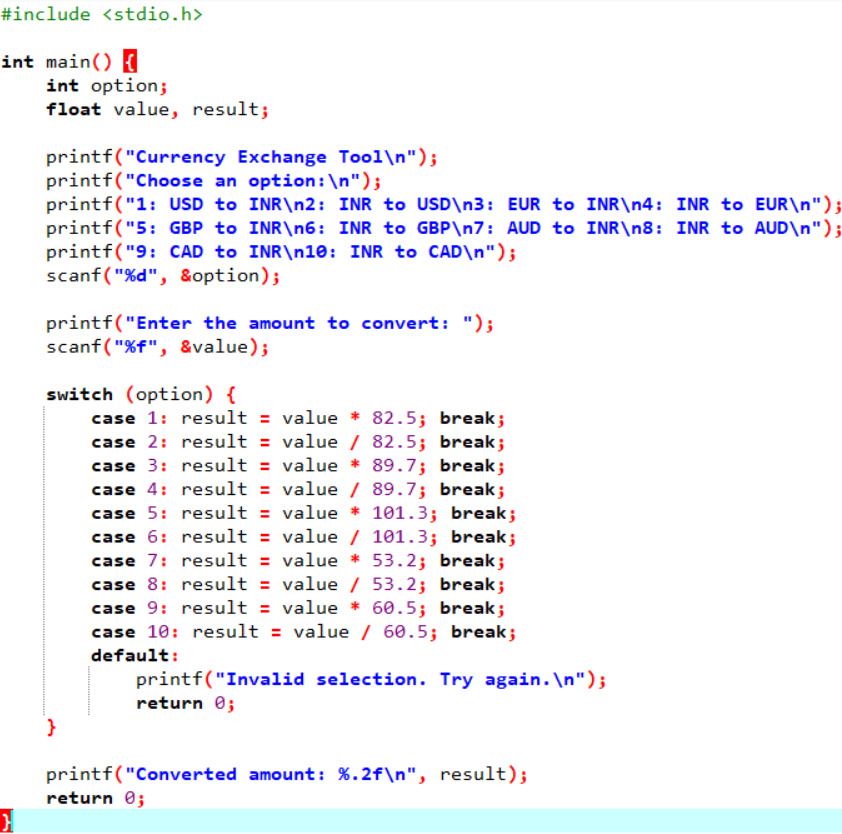 #include <stdio.h>

int main() {
    int option;
    float value, result;

    printf("Currency Exchange Tool\n");
    printf("Choose an option:\n");
    printf("1: USD to INR\n2: INR to USD\n3: EUR to INR\n4: INR to EUR\n");
    printf("5: GBP to INR\n6: INR to GBP\n7: AUD to INR\n8: INR to AUD\n");
    printf("9: CAD to INR\n10: INR to CAD\n");
    scanf("%d", &option);

    printf("Enter the amount to convert: ");
    scanf("%f", &value);

    switch (option) {
        case 1: result = value * 82.5; break;
        case 2: result = value / 82.5; break;
        case 3: result = value * 89.7; break;
        case 4: result = value / 89.7; break;
        case 5: result = value * 101.3; break;
        case 6: result = value / 101.3; break;
        case 7: result = value * 53.2; break;
        case 8: result = value / 53.2; break;
        case 9: result = value * 60.5; break;
        case 10: result = value / 60.5; break;
        default:
            printf("Invalid selection. Try again.\n");
            return 0;
    }

    printf("Converted amount: %.2f\n", result);
    return 0;
}